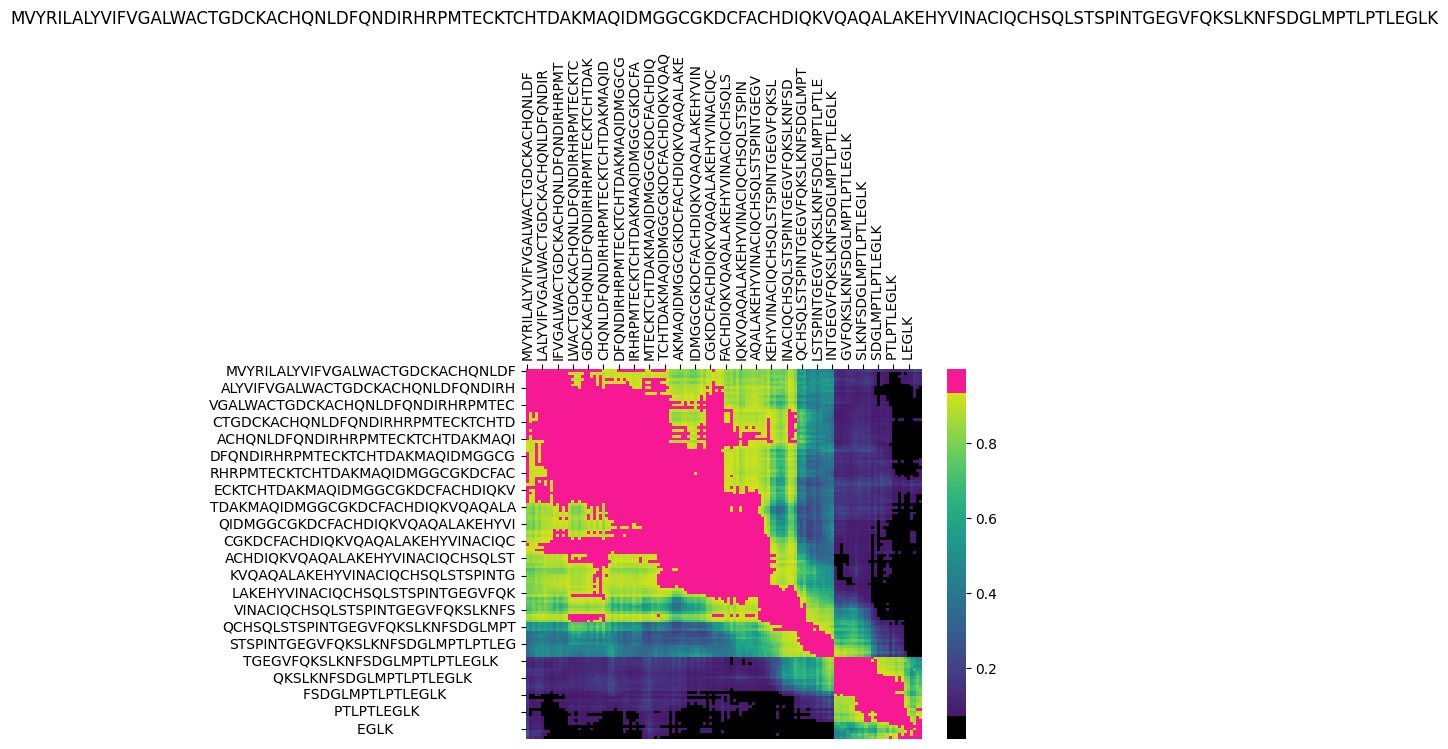 MVYRILALYVIFVGALWACTGDCKACHQNLDFQNDIRHRPMTECKTCHTDAKMAQIDMGGCGKDCFACHDIQKVQAQALAKEHYVINACIQCHSQLSTSPINTGEGVFQKSLKNFSDGLMPTLPTLEGLK
MVYRILALYVIFVGALWACTGDCKACHQNLDF
LALYVIFVGALWACTGDCKACHQNLDFQNDIR
IFVGALWACTGDCKACHQNLDFQNDIRHRPMT
LWACTGDCKACHQNLDFQNDIRHRPMTECKTC
GDCKACHQNLDFQNDIRHRPMTECKTCHTDAK
CHQNLDFQNDIRHRPMTECKTCHTDAKMAQID
DFQNDIRHRPMTECKTCHTDAKMAQIDMGGCG
IRHRPMTECKTCHTDAKMAQIDMGGCGKDCFA
MTECKTCHTDAKMAQIDMGGCGKDCFACHDIQ
TCHTDAKMAQIDMGGCGKDCFACHDIQKVQAQ
AKMAQIDMGGCGKDCFACHDIQKVQAQALAKE
IDMGGCGKDCFACHDIQKVQAQALAKEHYVIN
CGKDCFACHDIQKVQAQALAKEHYVINACIQC
FACHDIQKVQAQALAKEHYVINACIQCHSQLS
IQKVQAQALAKEHYVINACIQCHSQLSTSPIN
AQALAKEHYVINACIQCHSQLSTSPINTGEGV
KEHYVINACIQCHSQLSTSPINTGEGVFQKSL
INACIQCHSQLSTSPINTGEGVFQKSLKNFSD
QCHSQLSTSPINTGEGVFQKSLKNFSDGLMPT
LSTSPINTGEGVFQKSLKNFSDGLMPTLPTLE
INTGEGVFQKSLKNFSDGLMPTLPTLEGLK
GVFQKSLKNFSDGLMPTLPTLEGLK
SLKNFSDGLMPTLPTLEGLK
SDGLMPTLPTLEGLK
PTLPTLEGLK
LEGLK
MVYRILALYVIFVGALWACTGDCKACHQNLDF
ALYVIFVGALWACTGDCKACHQNLDFQNDIRH
VGALWACTGDCKACHQNLDFQNDIRHRPMTEC
CTGDCKACHQNLDFQNDIRHRPMTECKTCHTD
ACHQNLDFQNDIRHRPMTECKTCHTDAKMAQI
DFQNDIRHRPMTECKTCHTDAKMAQIDMGGCG
RHRPMTECKTCHTDAKMAQIDMGGCGKDCFAC
ECKTCHTDAKMAQIDMGGCGKDCFACHDIQKV
TDAKMAQIDMGGCGKDCFACHDIQKVQAQALA
QIDMGGCGKDCFACHDIQKVQAQALAKEHYVI
CGKDCFACHDIQKVQAQALAKEHYVINACIQC
ACHDIQKVQAQALAKEHYVINACIQCHSQLST
KVQAQALAKEHYVINACIQCHSQLSTSPINTG
LAKEHYVINACIQCHSQLSTSPINTGEGVFQK
VINACIQCHSQLSTSPINTGEGVFQKSLKNFS
QCHSQLSTSPINTGEGVFQKSLKNFSDGLMPT
STSPINTGEGVFQKSLKNFSDGLMPTLPTLEG
TGEGVFQKSLKNFSDGLMPTLPTLEGLK
QKSLKNFSDGLMPTLPTLEGLK
FSDGLMPTLPTLEGLK
PTLPTLEGLK
EGLK
0.8
0.6
0.4
0.2